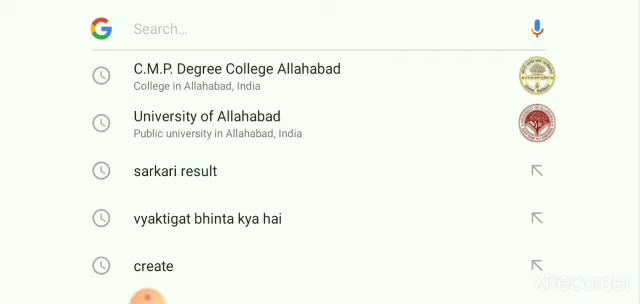 Search...
C.M.P. Degree College Allahabad
College in Allahabad, India
University of Allahabad
Public university in Allahabad, India
sarkari result
vyaktigat bhinta kya hai
create
XRecorder